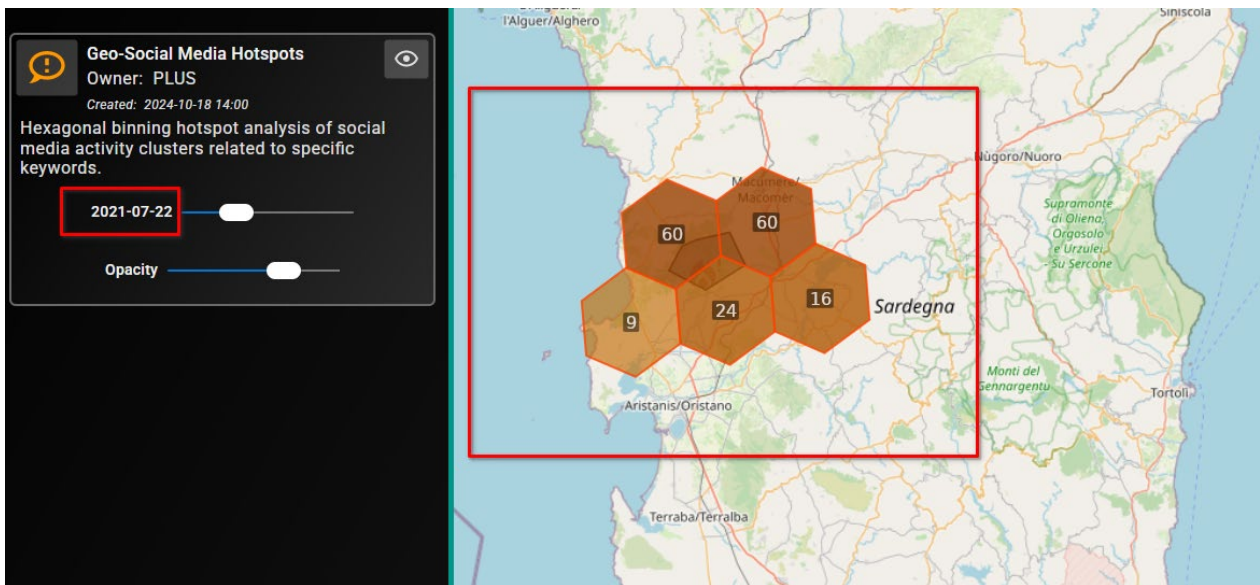 Geo-Social Media Hotspots
Owner: PLUS
Created: 2024-10-18 14:00
Hexagonal binning hotspot analysis of social
media activity clusters related to specific
keywords.
2021-07-22
Opacity
l'Alguer/Alghero
Siniscola
Nùgoro/Nuoro
Macumere/
Macomèr
Supramonte
di Oliena,
Orgosolo
e Urzulei
- Su Sercone
60
60
9
24
16
Sardegna
Monti del
Gennargentu
Tortolì
Aristanis/Oristano
Terraba/Terralba